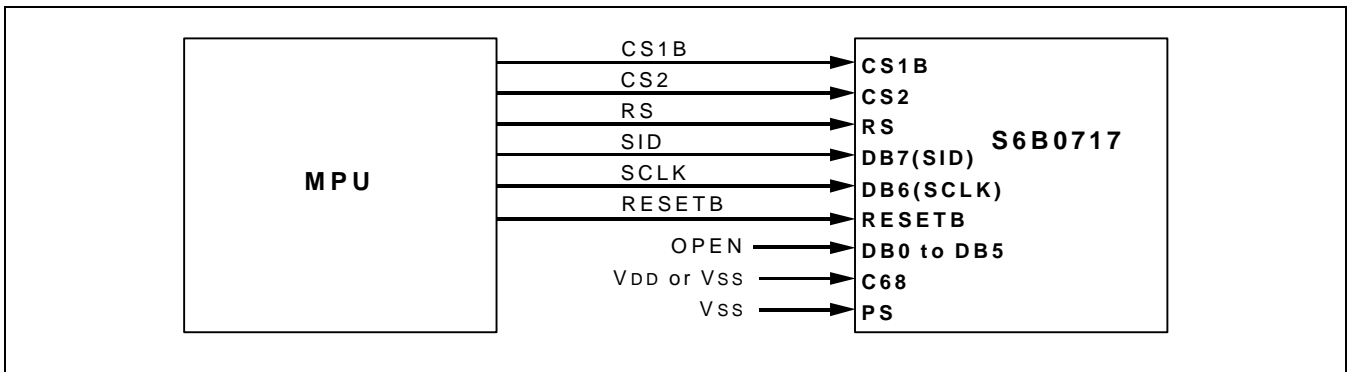 MPU
CS1B
CS2
RS
SID
SCLK
RESETB
OPEN
VDD or VSS
VSS
CS1B
CS2
RS
DB7(SID)
DB6(SCLK)
RESETB
DB0 to DB5
C68
PS
S6B0717